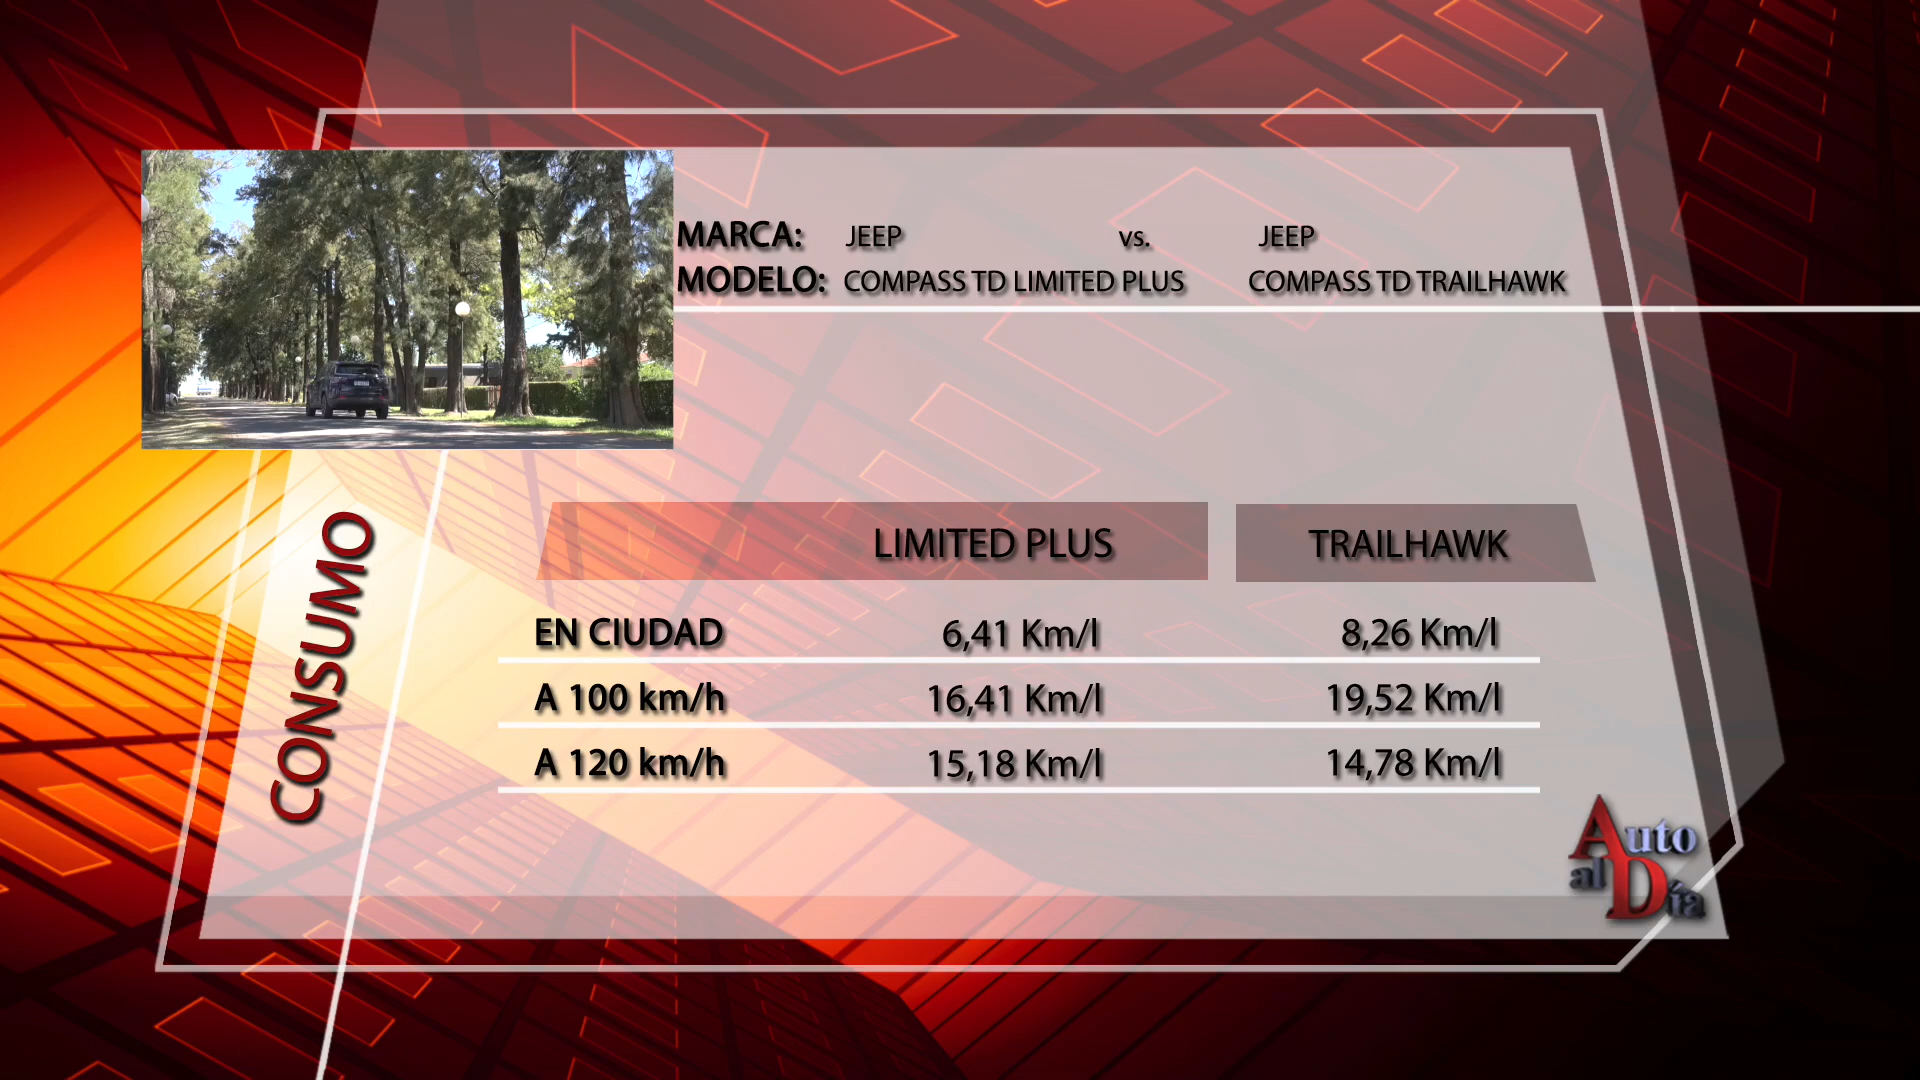 MARCA: JEEP vs. JEEP
MODELO: COMPASS TD LIMITED PLUS COMPASS TD TRAILHAWK
CONSUMO
LIMITED PLUS TRAILHAWK
EN CIUDAD 6,41 Km/l 8,26 Km/l
A 100 km/h 16,41 Km/l 19,52 Km/l
A 120 km/h 15,18 Km/l 14,78 Km/l
Auto
al Día